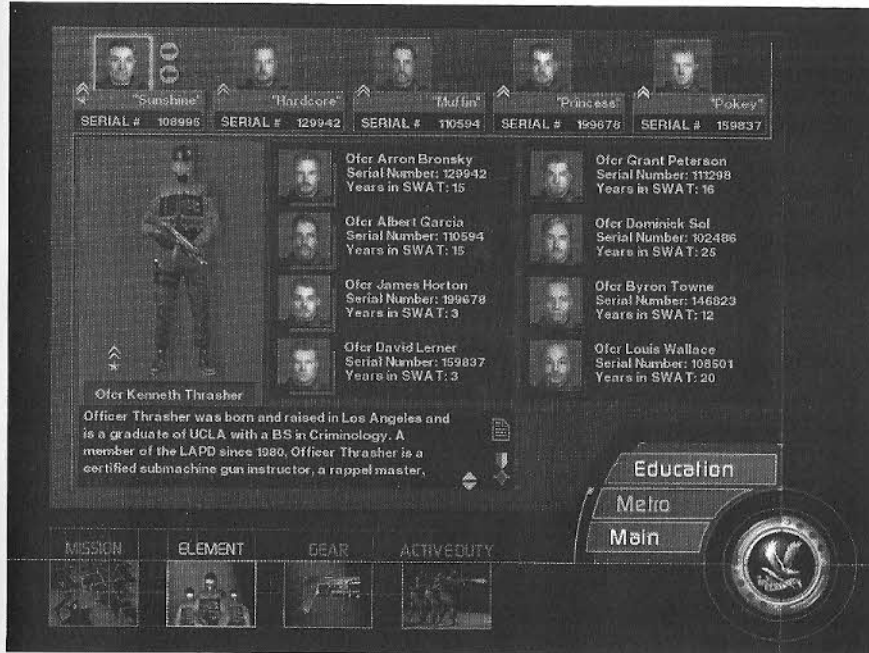 "Sunshine"
SERIAL # 108995
"Hardcore"
SERIAL # 129942
"Muffin"
SERIAL # 110594
"Princess"
SERIAL # 199678
"Pokey"
SERIAL # 159837
Ofcr Arron Bronsky
Serial Number: 129942
Years in SWAT: 15
Ofcr Albert Garcia
Serial Number: 110594
Years in SWAT: 15
Ofcr James Horton
Serial Number: 199678
Years in SWAT: 3
Ofcr David Lerner
Serial Number: 159837
Years in SWAT: 3
Ofcr Grant Peterson
Serial Number: 111298
Years in SWAT: 16
Ofcr Dominick Sol
Serial Number: 102486
Years in SWAT: 25
Ofcr Byron Towne
Serial Number: 146823
Years in SWAT: 12
Ofcr Louis Wallace
Serial Number: 108501
Years in SWAT: 20
Ofcr Kenneth Thrasher
Officer Thrasher was born and raised in Los Angeles and
is a graduate of UCLA with a BS in Criminology. A
member of the LAPD since 1980, Officer Thrasher is a
certified submachine gun instructor, a rappel master,
Education
Metro
Main
MISSION
ELEMENT
GEAR
ACTIVE DUTY